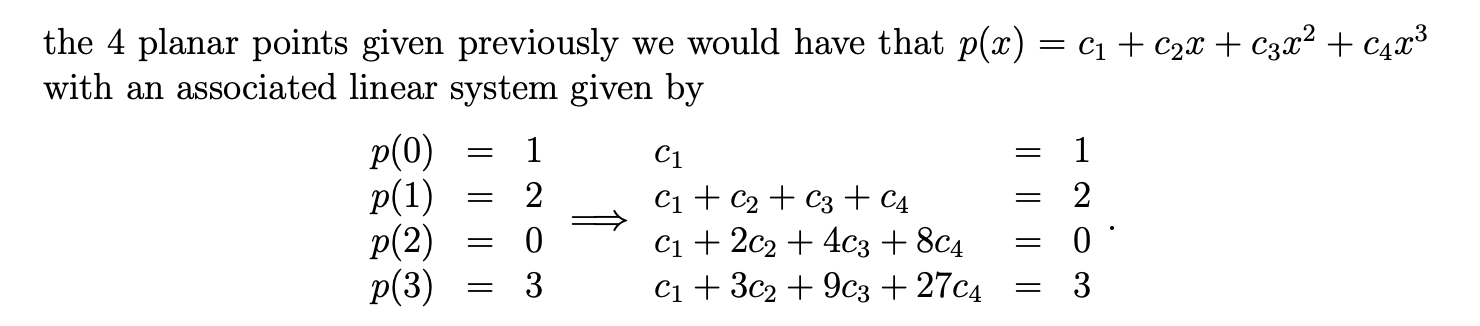 the 4 planar points given previously we would have that p(x) = c₁ + c₂x + c₃x² + c₄x³
with an associated linear system given by
p(0) = 1 c₁ = 1
p(1) = 2 c₁ + c₂ + c₃ + c₄ = 2
⟹ .
p(2) = 0 c₁ + 2c₂ + 4c₃ + 8c₄ = 0
p(3) = 3 c₁ + 3c₂ + 9c₃ + 27c₄ = 3